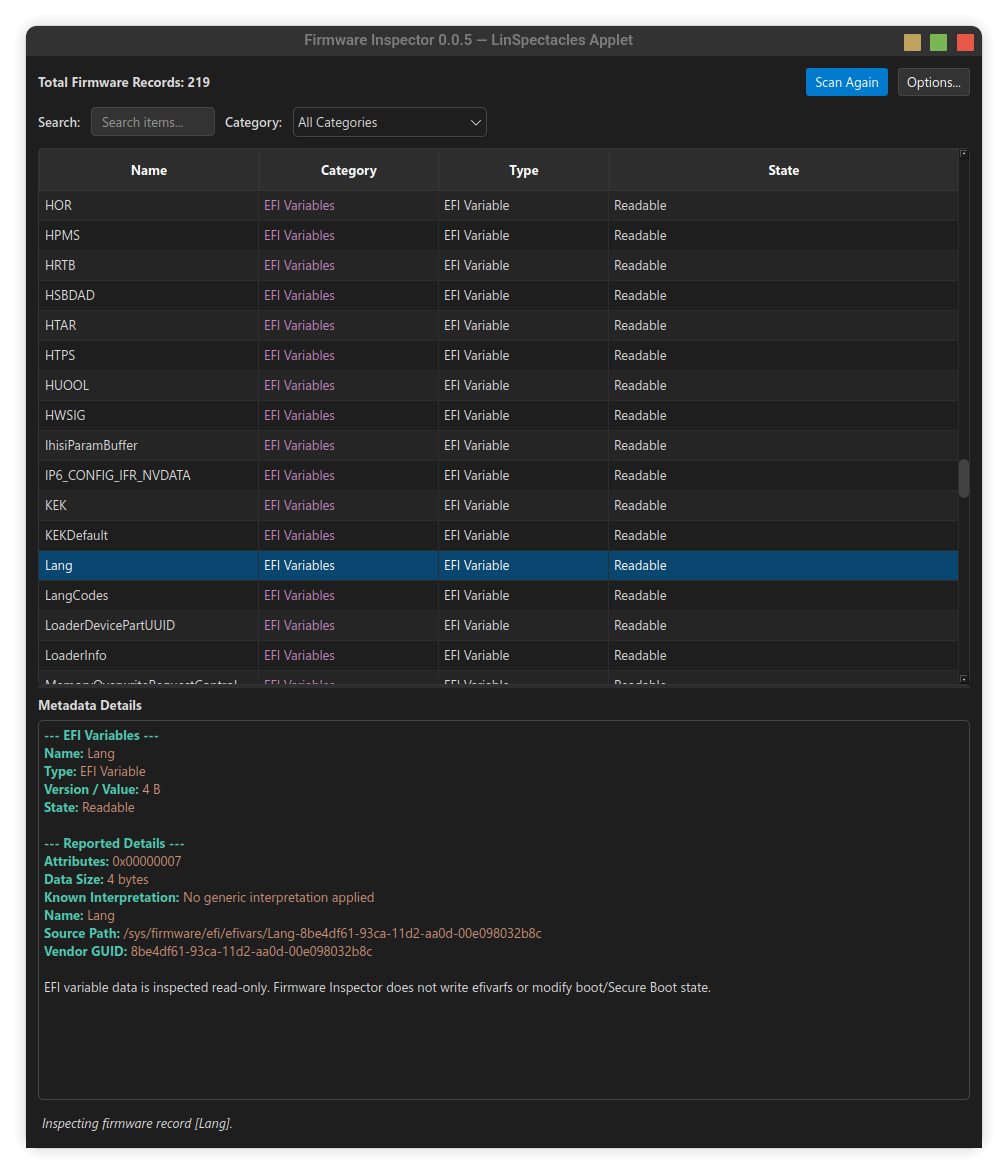 Firmware Inspector 0.0.5 — LinSpectacles Applet
Total Firmware Records: 219
Scan Again
Options...
Search: Search items... Category: All Categories
Name Category Type State
HOR EFI Variables EFI Variable Readable
HPMS EFI Variables EFI Variable Readable
HRTB EFI Variables EFI Variable Readable
HSBDAD EFI Variables EFI Variable Readable
HTAR EFI Variables EFI Variable Readable
HTPS EFI Variables EFI Variable Readable
HUOOL EFI Variables EFI Variable Readable
HWSIG EFI Variables EFI Variable Readable
IhisiParamBuffer EFI Variables EFI Variable Readable
IP6_CONFIG_IFR_NVDATA EFI Variables EFI Variable Readable
KEK EFI Variables EFI Variable Readable
KEKDefault EFI Variables EFI Variable Readable
Lang EFI Variables EFI Variable Readable
LangCodes EFI Variables EFI Variable Readable
LoaderDevicePartUUID EFI Variables EFI Variable Readable
LoaderInfo EFI Variables EFI Variable Readable
MemoryOverwriteRequestControl EFI Variables EFI Variable Readable
Metadata Details
--- EFI Variables ---
Name: Lang
Type: EFI Variable
Version / Value: 4 B
State: Readable
--- Reported Details ---
Attributes: 0x00000007
Data Size: 4 bytes
Known Interpretation: No generic interpretation applied
Name: Lang
Source Path: /sys/firmware/efi/efivars/Lang-8be4df61-93ca-11d2-aa0d-00e098032b8c
Vendor GUID: 8be4df61-93ca-11d2-aa0d-00e098032b8c
EFI variable data is inspected read-only. Firmware Inspector does not write efivarfs or modify boot/Secure Boot state.
Inspecting firmware record [Lang].